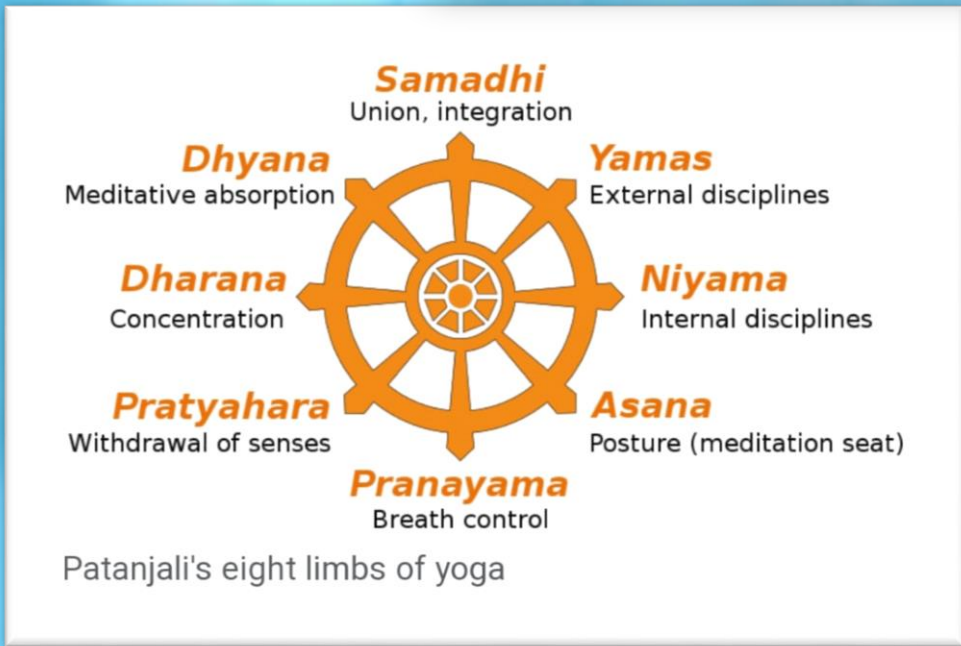 Samadhi
Union, integration
Yamas
External disciplines
Niyama
Internal disciplines
Asana
Posture (meditation seat)
Pranayama
Breath control
Pratyahara
Withdrawal of senses
Dharana
Concentration
Dhyana
Meditative absorption
Patanjali's eight limbs of yoga